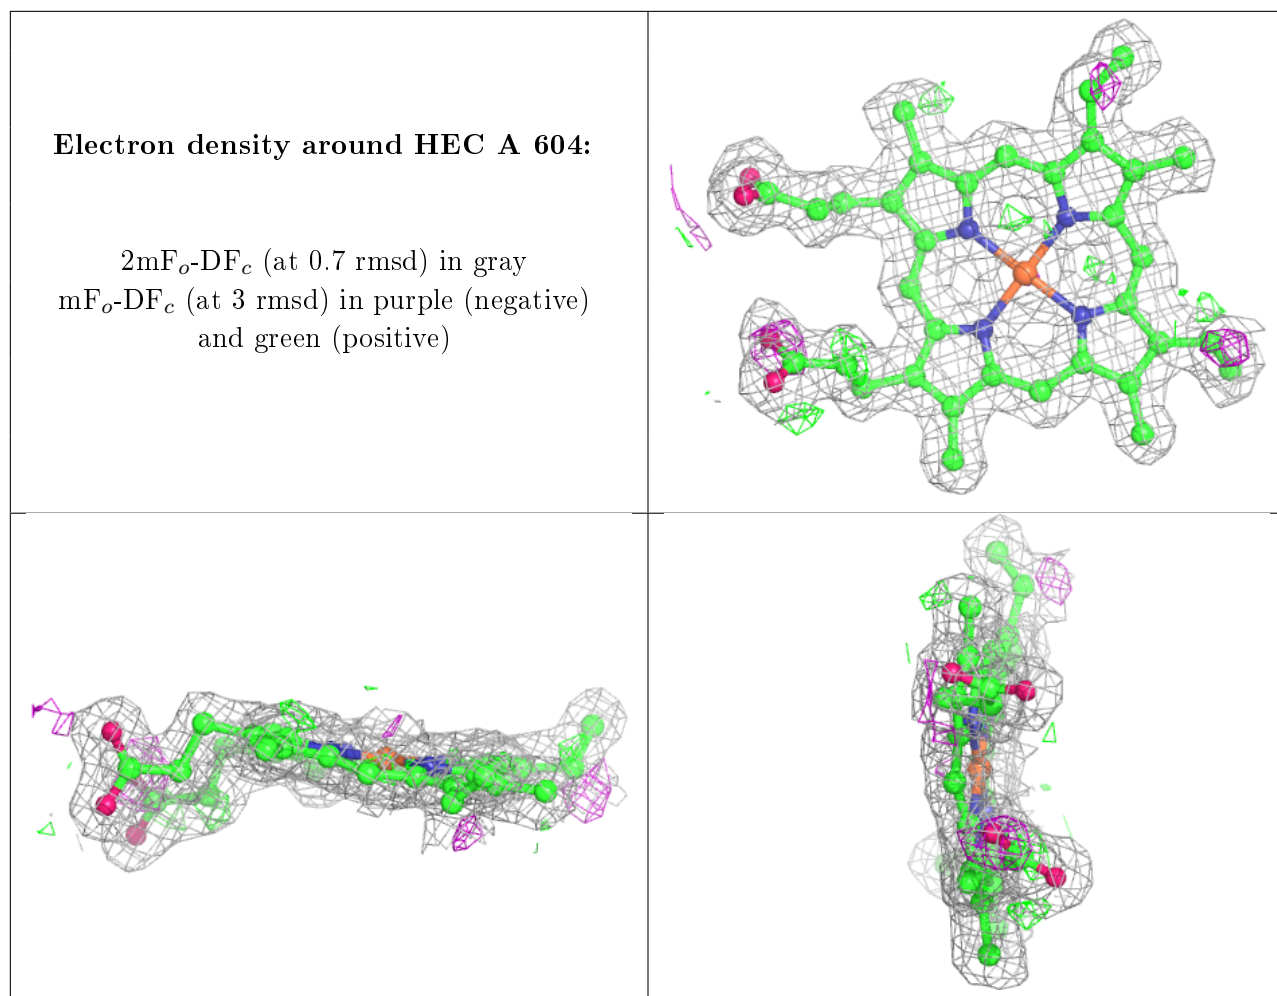 Electron density around HEC A 604:
2mFo-DFc (at 0.7 rmsd) in gray
mFo-DFc (at 3 rmsd) in purple (negative)
and green (positive)